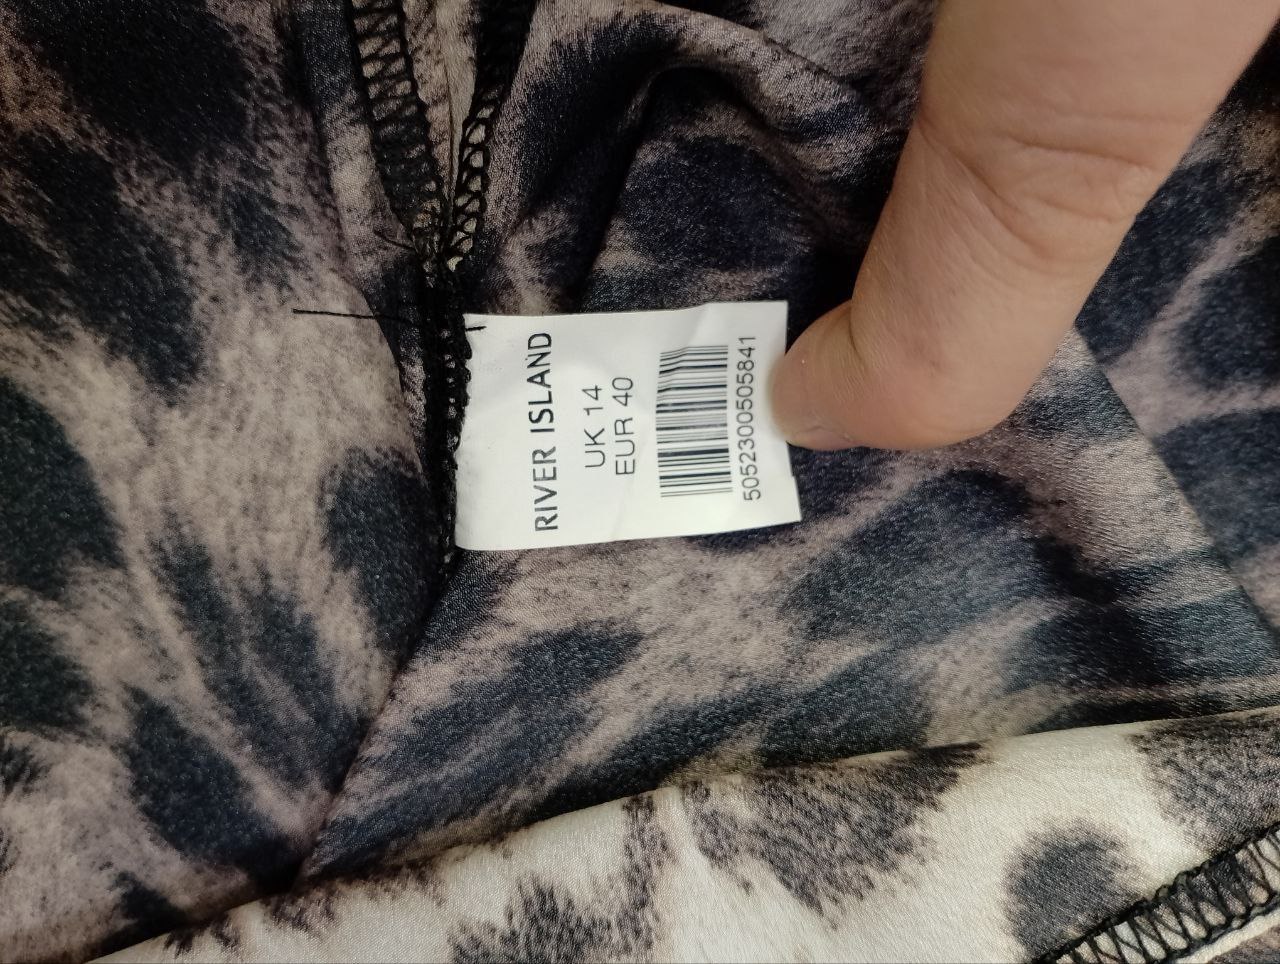 RIVER ISLAND
UK 14
EUR 40
5052300505841